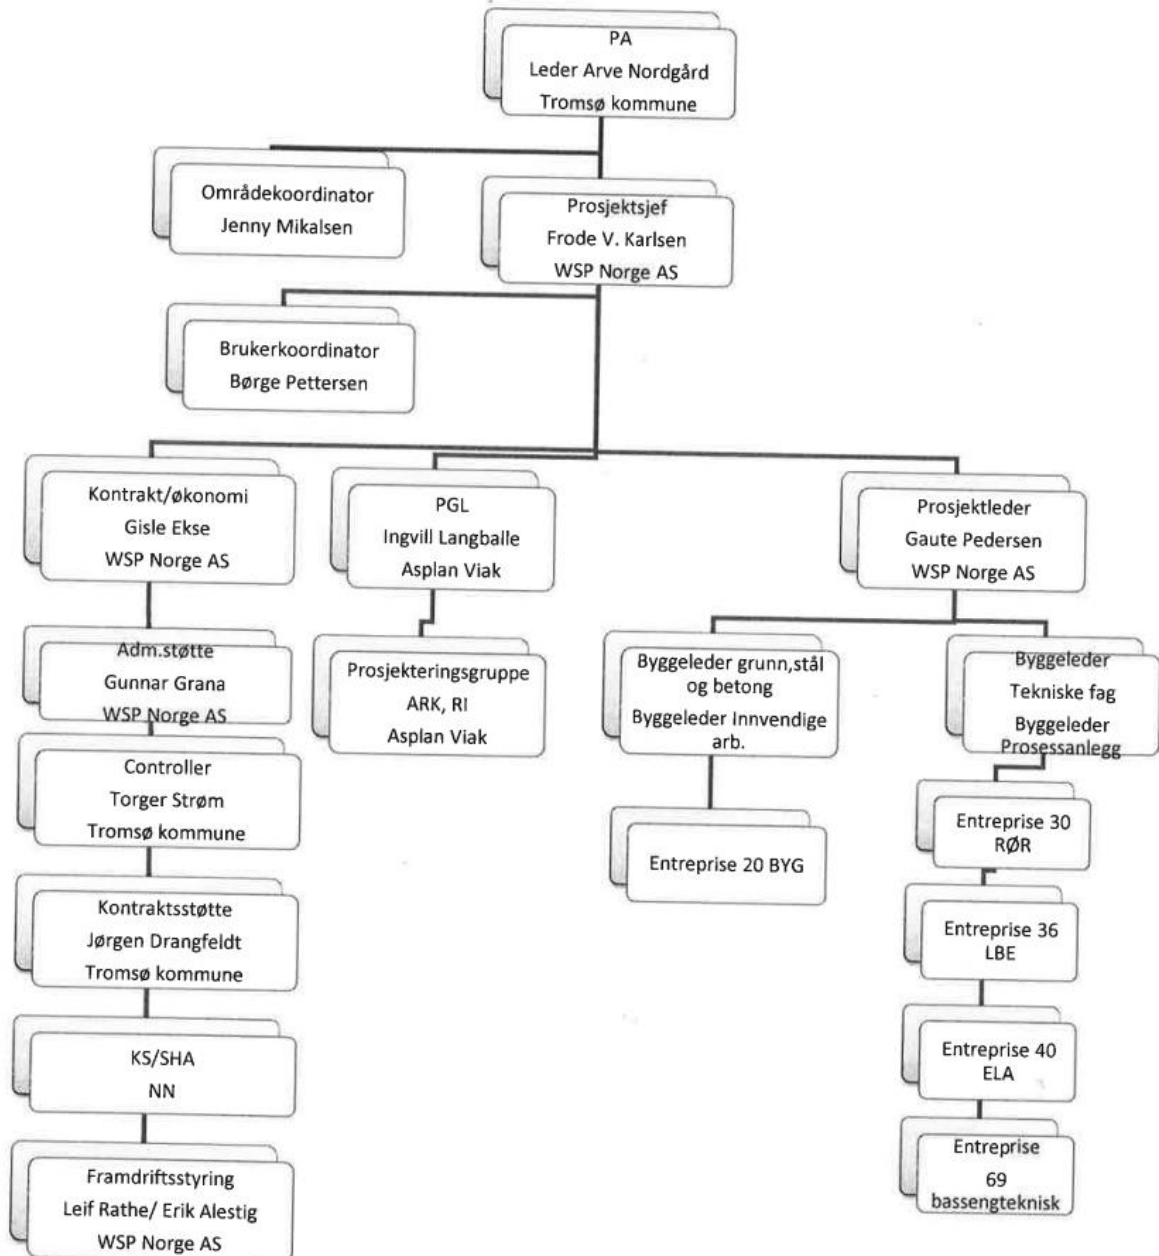 PA
Leder Arve Nordgård
Tromsø kommune
Områdekoordinator
Jenny Mikalsen
Prosjektsjef
Frode V. Karlsen
WSP Norge AS
Brukerkoordinator
Børge Pettersen
Kontrakt/økonomi
Gisle Ekse
WSP Norge AS
PGL
Ingvill Langballe
Asplan Viak
Prosjektleder
Gaute Pedersen
WSP Norge AS
Adm.støtte
Gunnar Grana
WSP Norge AS
Prosjekteringsgruppe
ARK, RI
Asplan Viak
Byggeleder grunn,stål
og betong
Byggeleder Innvendige
arb.
Byggeleder
Tekniske fag
Byggeleder
Prosessanlegg
Controller
Torger Strøm
Tromsø kommune
Entreprise 20 BYG
Entreprise 30
RØR
Kontraktsstøtte
Jørgen Drangfeldt
Tromsø kommune
Entreprise 36
LBE
KS/SHA
NN
Entreprise 40
ELA
Framdriftsstyring
Leif Rathe/ Erik Alestig
WSP Norge AS
Entreprise
69
bassengteknisk